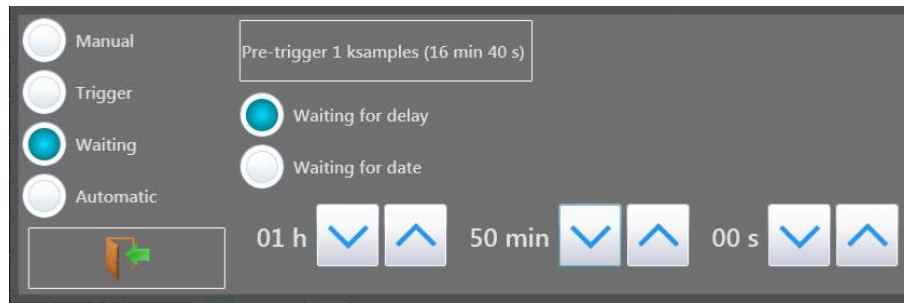 Manual
Trigger
Waiting
Automatic
Pre-trigger 1 ksamples (16 min 40 s)
Waiting for delay
Waiting for date
01 h
50 min
00 s